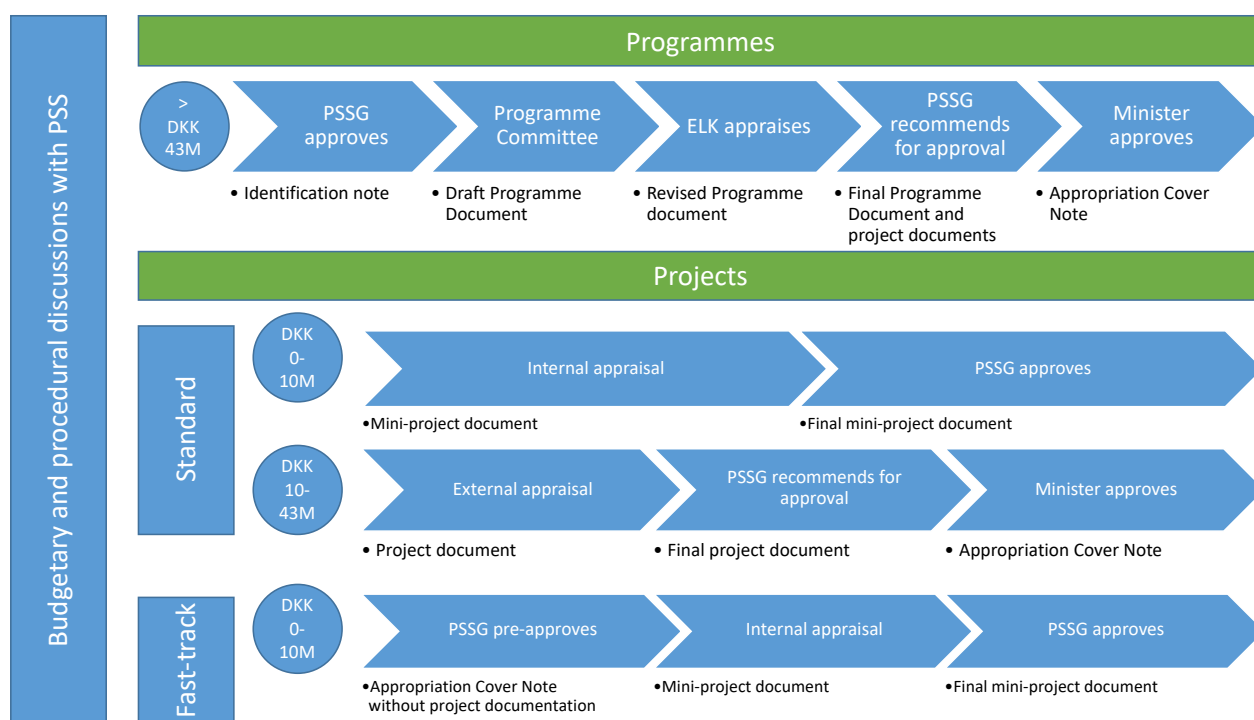 Budgetary and procedural discussions with PSS
Programmes
>
DKK
43M
PSSG
approves
Programme
Committee
ELK appraises
PSSG
recommends
for approval
Minister
approves
• Identification note
• Draft Programme
Document
• Revised Programme
document
• Final Programme
Document and
project documents
• Appropriation Cover
Note
Projects
Standard
DKK
0-
10M
Internal appraisal
PSSG approves
•Mini-project document
•Final mini-project document
DKK
10-
43M
External appraisal
PSSG recommends for
approval
Minister approves
• Project document
• Final project document
• Appropriation Cover Note
Fast-track
DKK
0-
10M
PSSG pre-approves
Internal appraisal
PSSG approves
•Appropriation Cover Note
without project documentation
•Mini-project document
•Final mini-project document